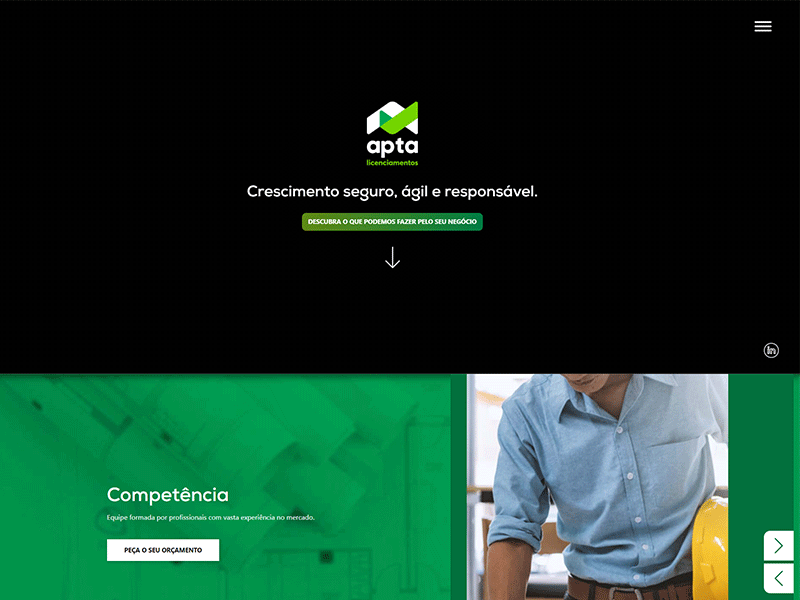 apta
licenciamentos
Crescimento seguro, ágil e responsável.
DESCUBRA O QUE PODEMOS FAZER PELO SEU NEGÓCIO
in
Competência
Equipe formada por profissionais com vasta experiência no mercado.
PEÇA O SEU ORÇAMENTO